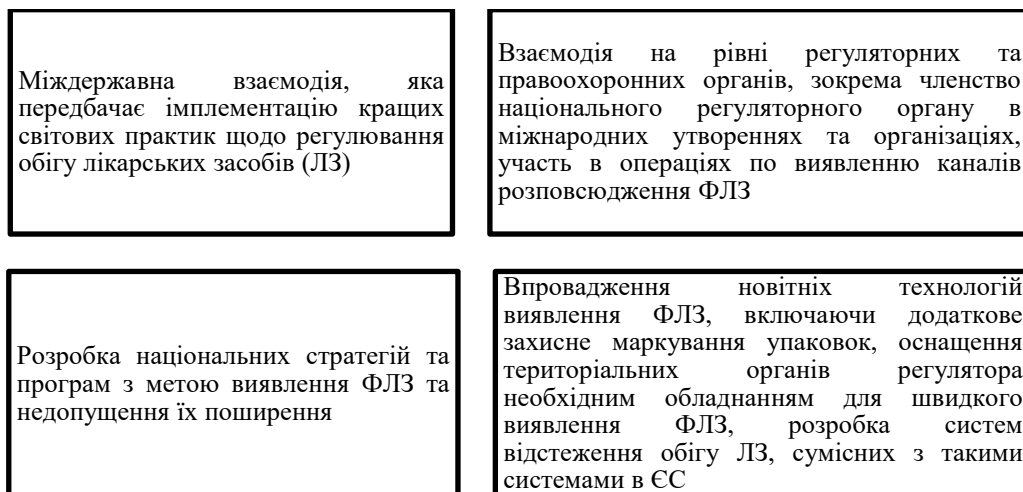 Міждержавна взаємодія, яка
передбачає імплементацію кращих
світових практик щодо регулювання
обігу лікарських засобів (ЛЗ)
Взаємодія на рівні регуляторних та
правоохоронних органів, зокрема членство
національного регуляторного органу в
міжнародних утвореннях та організаціях,
участь в операціях по виявленню каналів
розповсюдження ФЛЗ
Розробка національних стратегій та
програм з метою виявлення ФЛЗ та
недопущення їх поширення
Впровадження новітніх технологій
виявлення ФЛЗ, включаючи додаткове
захисне маркування упаковок, оснащення
територіальних органів регулятора
необхідним обладнанням для швидкого
виявлення ФЛЗ, розробка систем
відстеження обігу ЛЗ, сумісних з такими
системами в ЄС